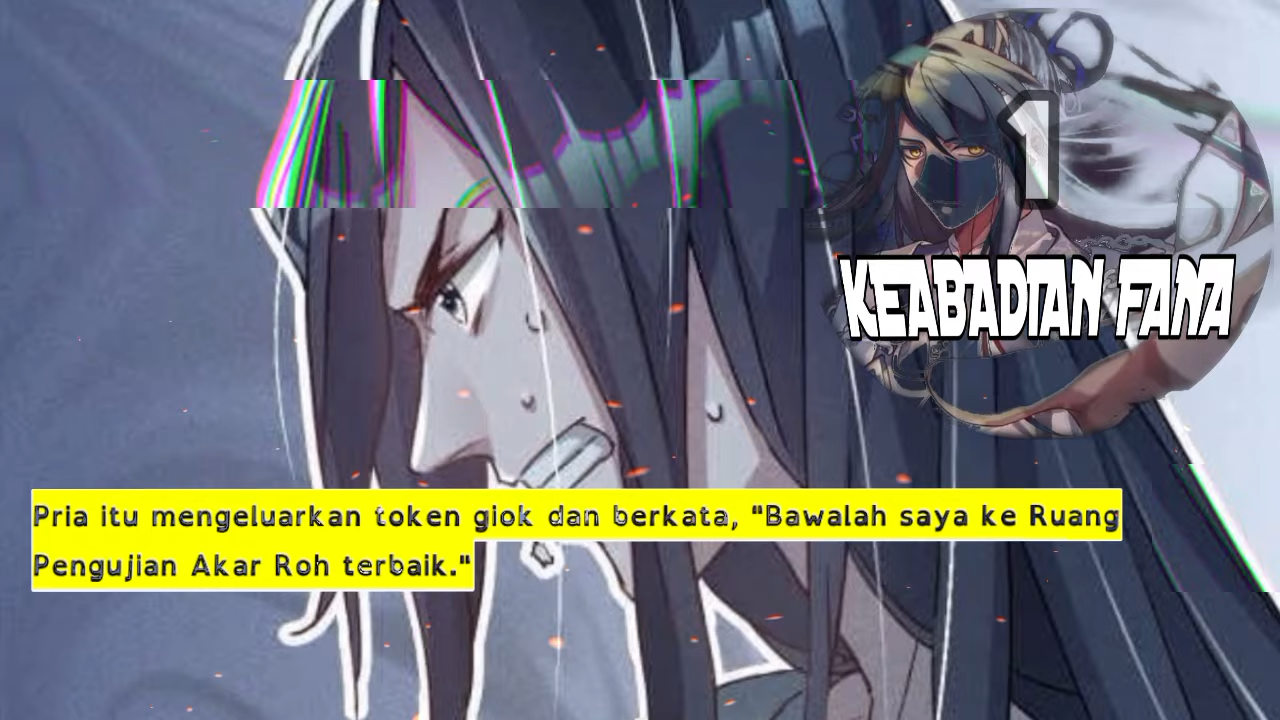 1
KEABADIAN FANA
Pria itu mengeluarkan token giok dan berkata, "Bawalah saya ke Ruang
Pengujian Akar Roh terbaik."